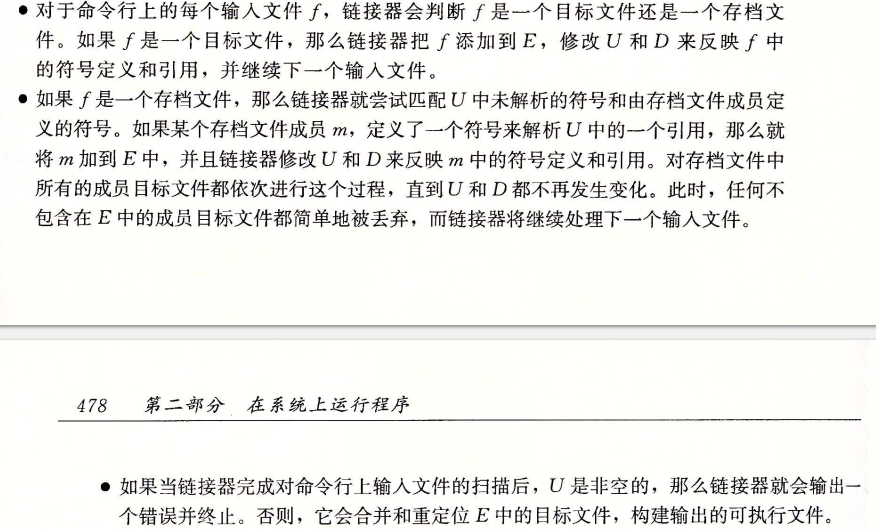 ● 对于命令行上的每个输入文件 f，链接器会判断 f 是一个目标文件还是一个存档文
件。如果 f 是一个目标文件，那么链接器把 f 添加到 E，修改 U 和 D 来反映 f 中
的符号定义和引用，并继续下一个输入文件。
● 如果 f 是一个存档文件，那么链接器就尝试匹配 U 中未解析的符号和由存档文件成员定
义的符号。如果某个存档文件成员 m，定义了一个符号来解析 U 中的一个引用，那么就
将 m 加到 E 中，并且链接器修改 U 和 D 来反映 m 中的符号定义和引用。对存档文件中
所有的成员目标文件都依次进行这个过程，直到 U 和 D 都不再发生变化。此时，任何不
包含在 E 中的成员目标文件都简单地被丢弃，而链接器将继续处理下一个输入文件。
478 第二部分 在系统上运行程序
● 如果当链接器完成对命令行上输入文件的扫描后，U 是非空的，那么链接器就会输出一
个错误并终止。否则，它会合并和重定位 E 中的目标文件，构建输出的可执行文件。